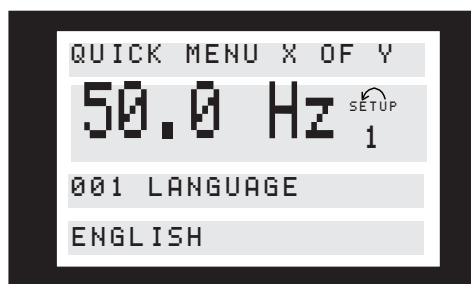 QUICK MENU X OF Y
50.0 Hz SETUP
1
001 LANGUAGE
ENGLISH